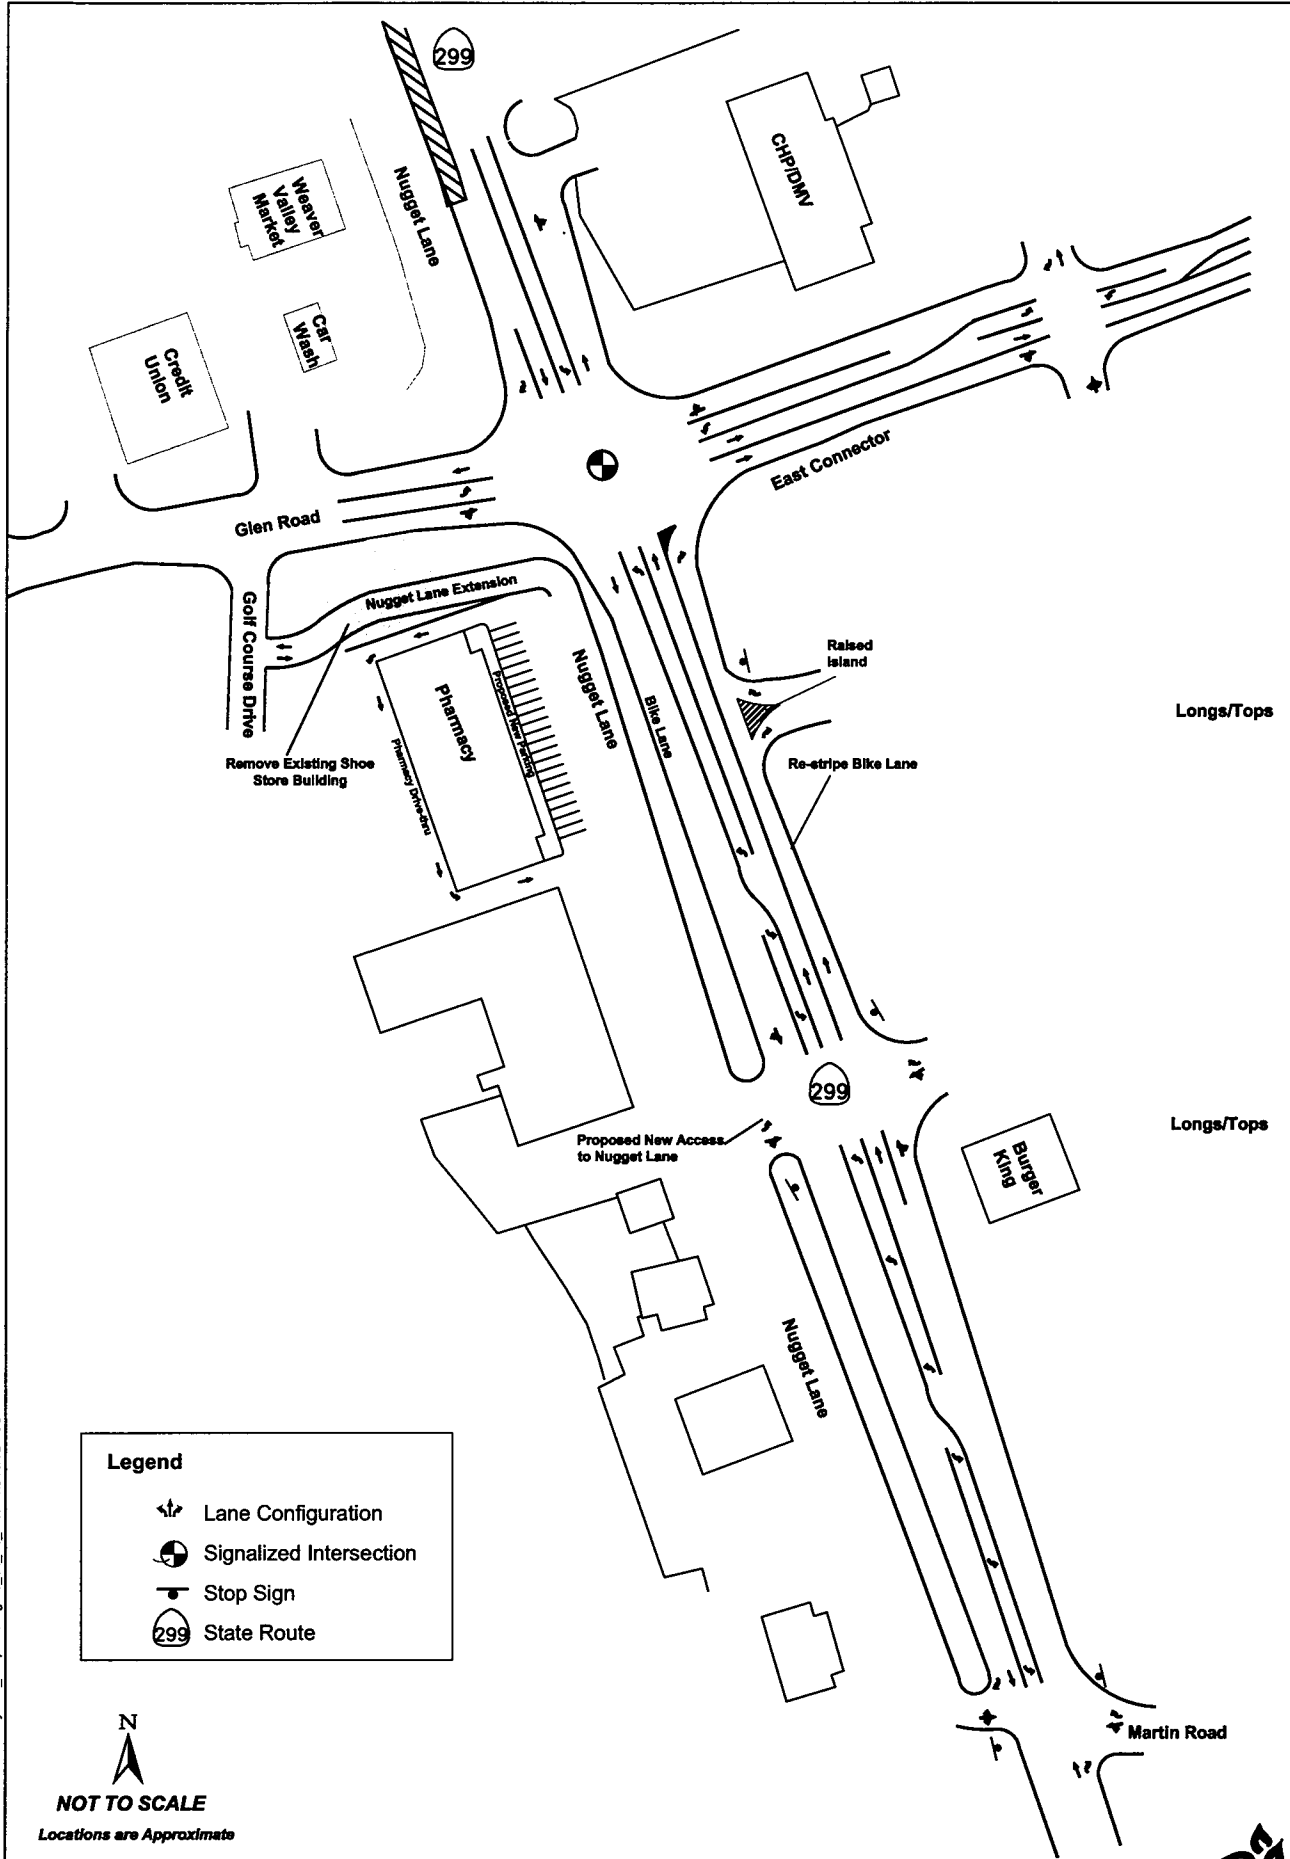 299
CHP/DMV
Nugget Lane
Weaver
Valley
Market
Car
Wash
Credit
Union
East Connector
Glen Road
Nugget Lane Extension
Golf Course Drive
Raised
Island
Nugget Lane
Bike Lane
Longs/Tops
Pharmacy
Proposed New Parking
Pharmacy Drive-thru
Remove Existing Shoe
Store Building
Re-stripe Bike Lane
299
Longs/Tops
Proposed New Access
to Nugget Lane
Burger
King
Nugget Lane
Legend
Lane Configuration
Signalized Intersection
Stop Sign
299 State Route
Martin Road
N
NOT TO SCALE
Locations are Approximate